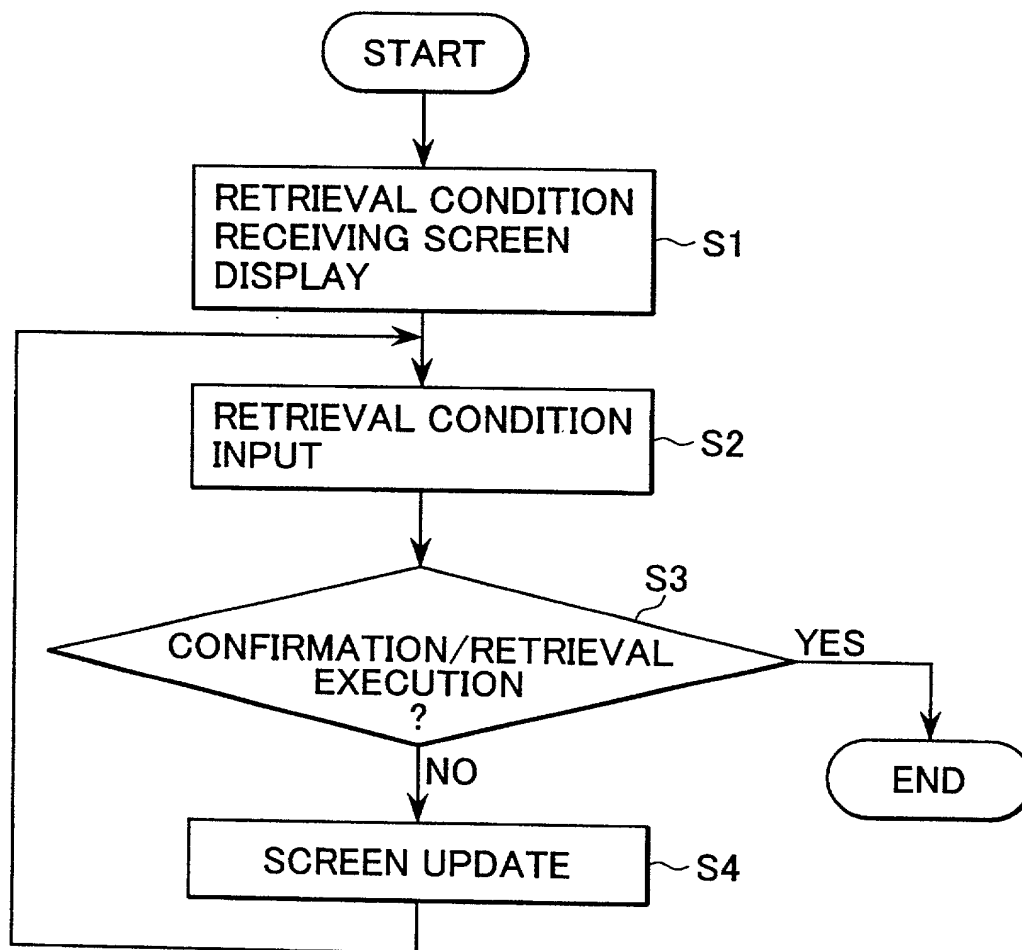 START
RETRIEVAL CONDITION
RECEIVING SCREEN
DISPLAY
S1
RETRIEVAL CONDITION
INPUT
S2
S3
CONFIRMATION/RETRIEVAL
EXECUTION
?
YES
NO
END
SCREEN UPDATE
S4